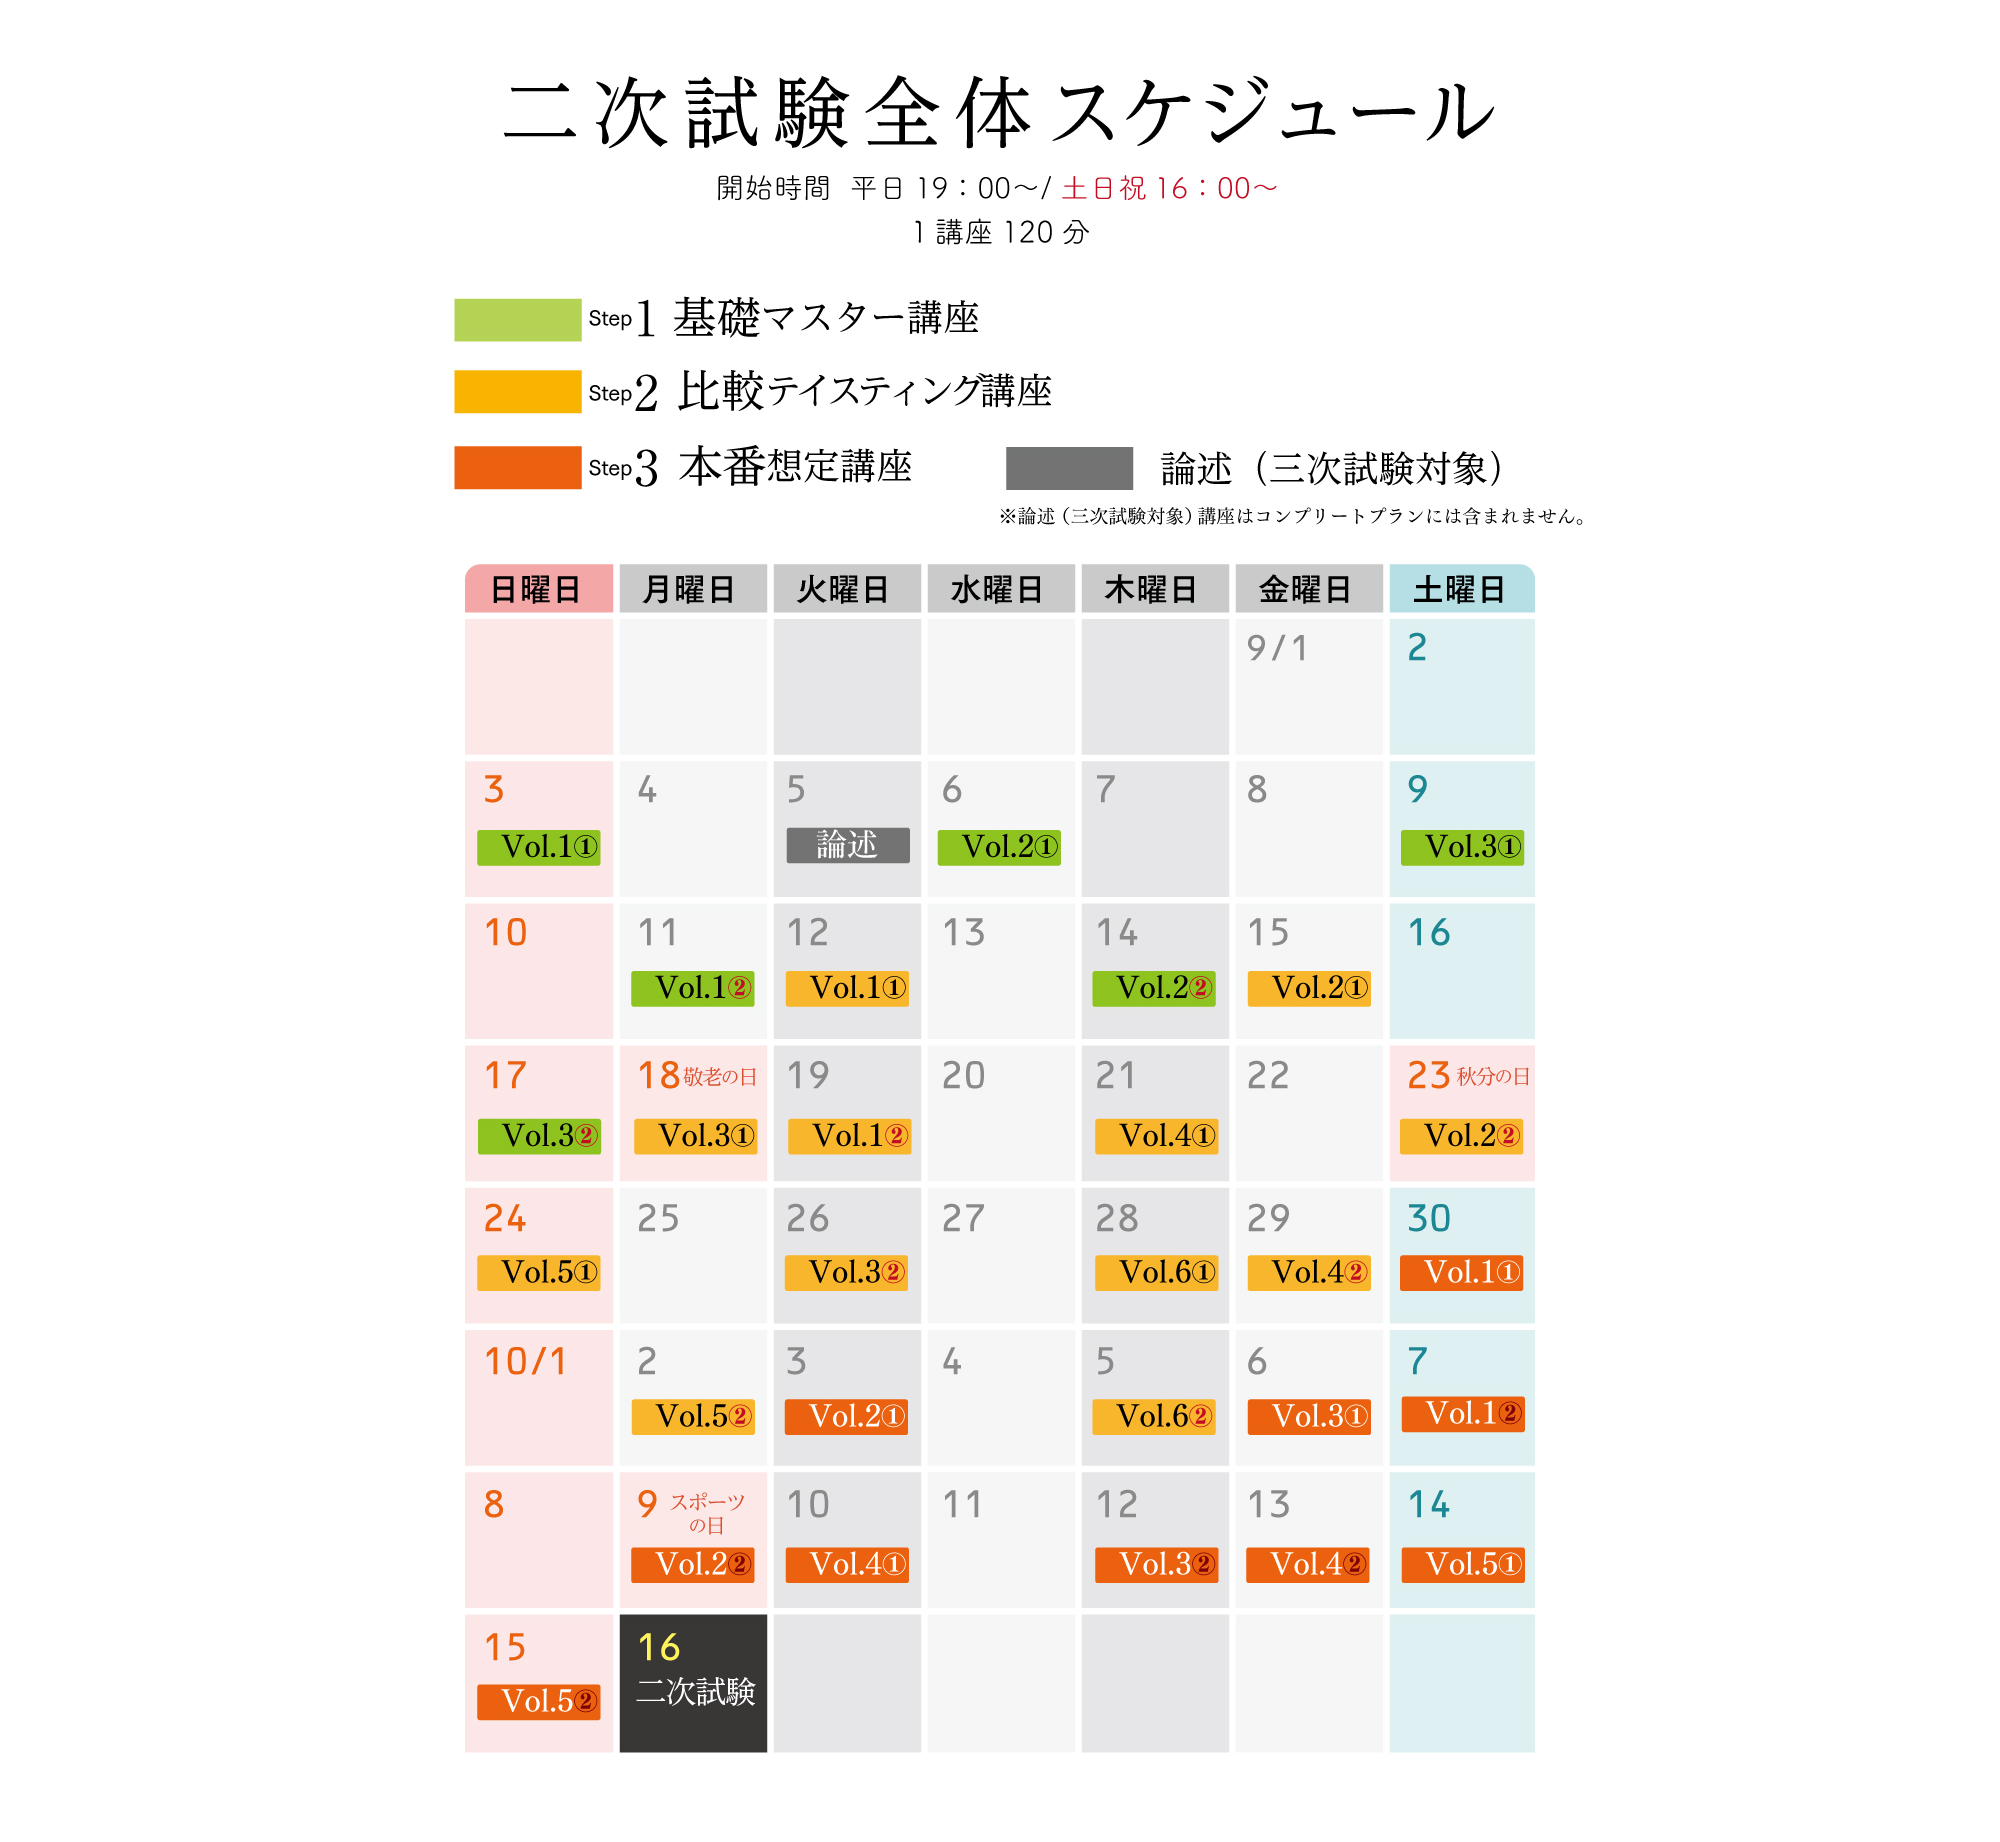 二次試験全体スケジュール
開始時間 平日 19：00～/ 土日祝 16：00～
1 講座 120 分
Step1 基礎マスター講座
Step2 比較テイスティング講座
Step3 本番想定講座
論述（三次試験対象）
※論述（三次試験対象）講座はコンプリートプランには含まれません。
日曜日 月曜日 火曜日 水曜日 木曜日 金曜日 土曜日
9/1 2
3 4 5 6 7 8 9
Vol.1① 論述 Vol.2① Vol.3①
10 11 12 13 14 15 16
Vol.1② Vol.1① Vol.2② Vol.2①
17 18 敬老の日 19 20 21 22 23 秋分の日
Vol.3② Vol.3① Vol.1② Vol.4① Vol.2②
24 25 26 27 28 29 30
Vol.5① Vol.3② Vol.6① Vol.4② Vol.1①
10/1 2 3 4 5 6 7
Vol.5② Vol.2① Vol.6② Vol.3① Vol.1②
8 9 スポーツ 10 11 12 13 14
の日
Vol.2② Vol.4① Vol.3② Vol.4② Vol.5①
15 16
Vol.5② 二次試験